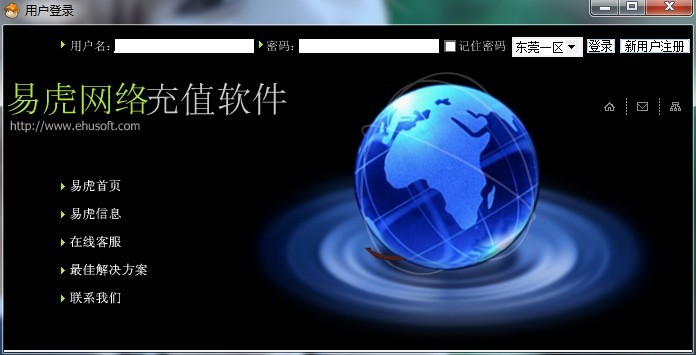 用户登录
用户名: 密码: 记住密码 东莞一区 登录 新用户注册
易虎网络充值软件
http://www.ehusoft.com
易虎首页
易虎信息
在线客服
最佳解决方案
联系我们